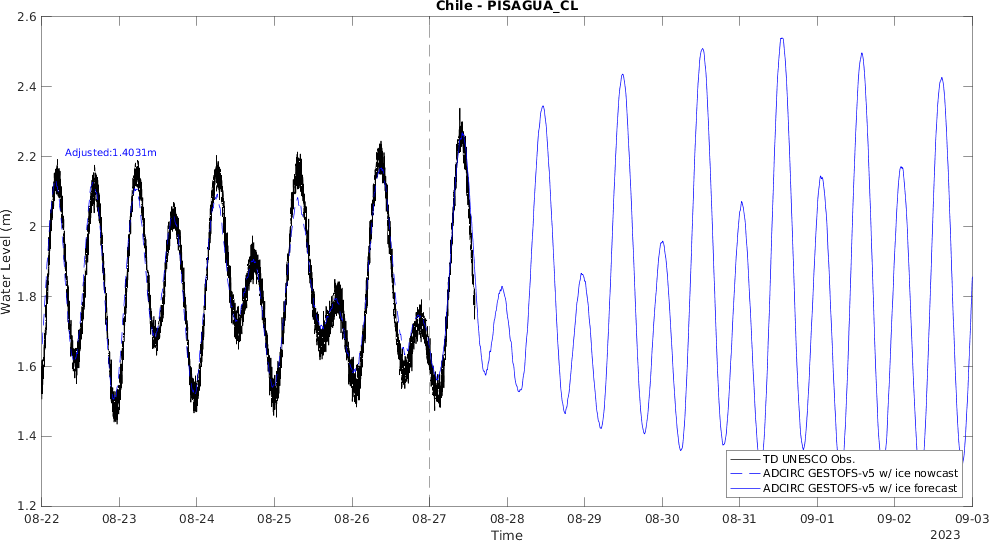 Chile - PISAGUA_CL
2.6
2.4
2.2
2
1.8
1.6
1.4
1.2
Water Level (m)
Adjusted:1.4031m
TD UNESCO Obs.
ADCIRC GESTOFS-v5 w/ ice nowcast
ADCIRC GESTOFS-v5 w/ ice forecast
08-22 08-23 08-24 08-25 08-26 08-27 08-28 08-29 08-30 08-31 09-01 09-02 09-03
Time
2023